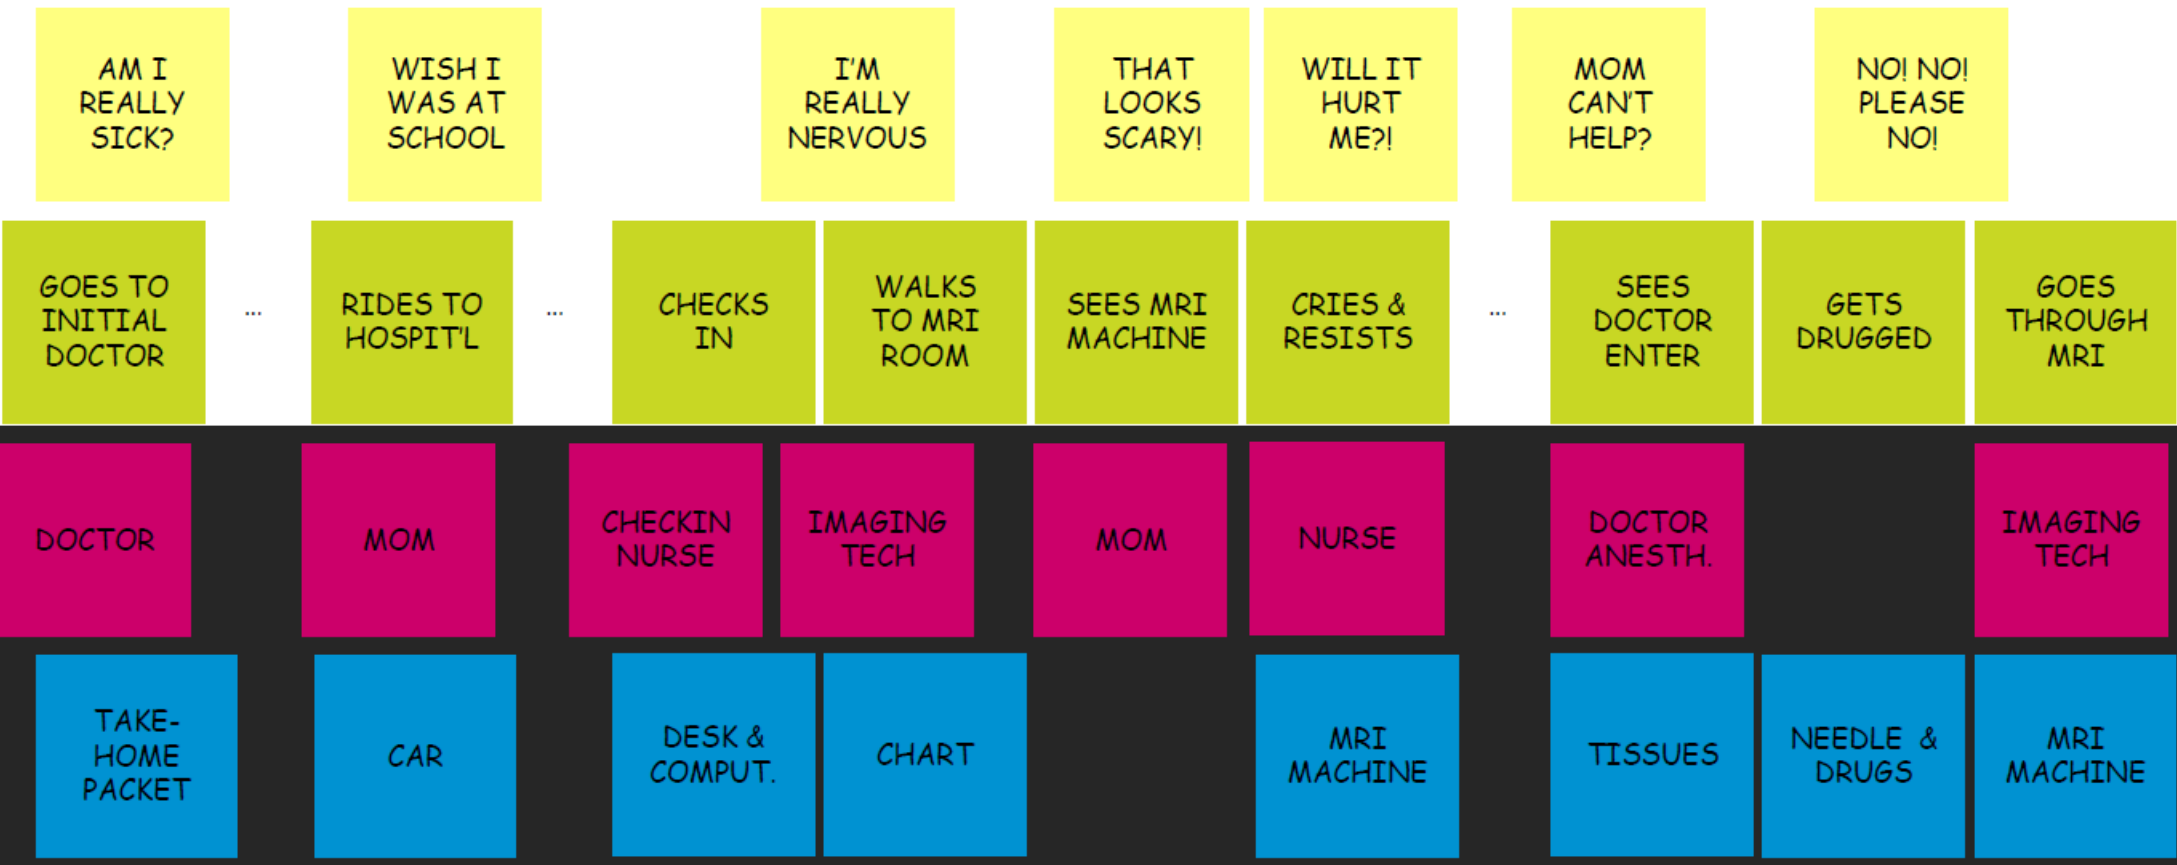 AM I
REALLY
SICK?
WISH I
WAS AT
SCHOOL
I'M
REALLY
NERVOUS
THAT
LOOKS
SCARY!
WILL IT
HURT
ME?!
MOM
CAN'T
HELP?
NO! NO!
PLEASE
NO!
GOES TO
INITIAL
DOCTOR
...
RIDES TO
HOSPIT'L
...
CHECKS
IN
WALKS
TO MRI
ROOM
SEES MRI
MACHINE
CRIES &
RESISTS
...
SEES
DOCTOR
ENTER
GETS
DRUGGED
GOES
THROUGH
MRI
DOCTOR
MOM
CHECKIN
NURSE
IMAGING
TECH
MOM
NURSE
DOCTOR
ANESTH.
IMAGING
TECH
TAKE-
HOME
PACKET
CAR
DESK &
COMPUT.
CHART
MRI
MACHINE
TISSUES
NEEDLE &
DRUGS
MRI
MACHINE